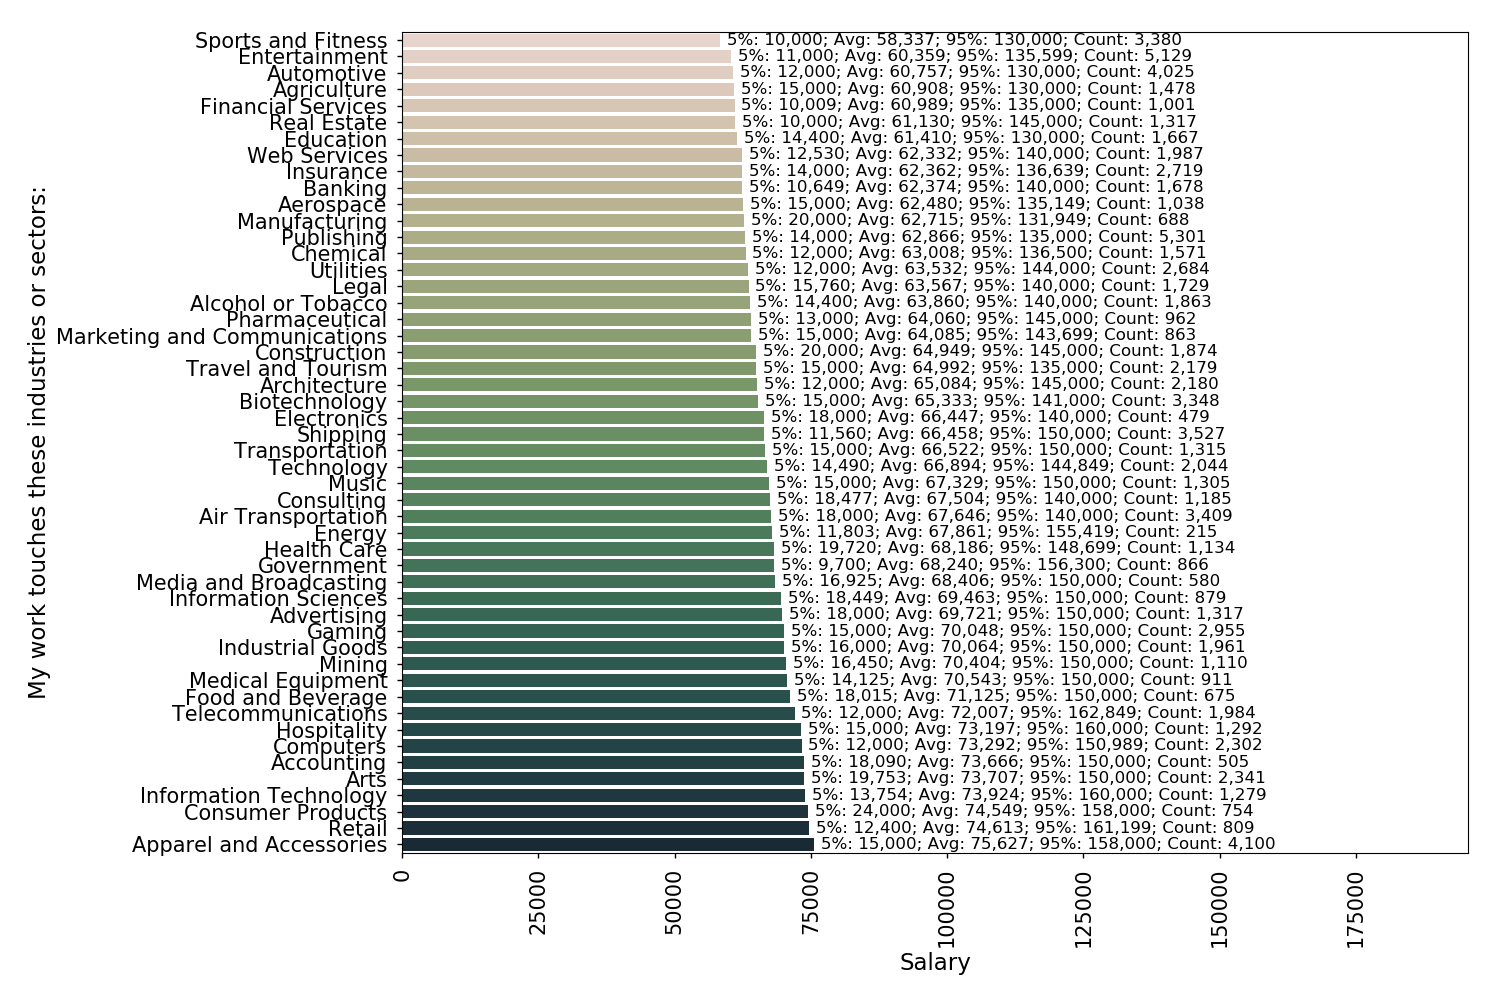 My work touches these industries or sectors:
Sports and Fitness 5%: 10,000; Avg: 58,337; 95%: 130,000; Count: 3,380
Entertainment 5%: 11,000; Avg: 60,359; 95%: 135,599; Count: 5,129
Automotive 5%: 12,000; Avg: 60,757; 95%: 130,000; Count: 4,025
Agriculture 5%: 15,000; Avg: 60,908; 95%: 130,000; Count: 1,478
Financial Services 5%: 10,009; Avg: 60,989; 95%: 135,000; Count: 1,001
Real Estate 5%: 10,000; Avg: 61,130; 95%: 145,000; Count: 1,317
Education 5%: 14,400; Avg: 61,410; 95%: 130,000; Count: 1,667
Web Services 5%: 12,530; Avg: 62,332; 95%: 140,000; Count: 1,987
Insurance 5%: 14,000; Avg: 62,362; 95%: 136,639; Count: 2,719
Banking 5%: 10,649; Avg: 62,374; 95%: 140,000; Count: 1,678
Aerospace 5%: 15,000; Avg: 62,480; 95%: 135,149; Count: 1,038
Manufacturing 5%: 20,000; Avg: 62,715; 95%: 131,949; Count: 688
Publishing 5%: 14,000; Avg: 62,866; 95%: 135,000; Count: 5,301
Chemical 5%: 12,000; Avg: 63,008; 95%: 136,500; Count: 1,571
Utilities 5%: 12,000; Avg: 63,532; 95%: 144,000; Count: 2,684
Legal 5%: 15,760; Avg: 63,567; 95%: 140,000; Count: 1,729
Alcohol or Tobacco 5%: 14,400; Avg: 63,860; 95%: 140,000; Count: 1,863
Pharmaceutical 5%: 13,000; Avg: 64,060; 95%: 145,000; Count: 962
Marketing and Communications 5%: 15,000; Avg: 64,085; 95%: 143,699; Count: 863
Construction 5%: 20,000; Avg: 64,949; 95%: 145,000; Count: 1,874
Travel and Tourism 5%: 15,000; Avg: 64,992; 95%: 135,000; Count: 2,179
Architecture 5%: 12,000; Avg: 65,084; 95%: 145,000; Count: 2,180
Biotechnology 5%: 15,000; Avg: 65,333; 95%: 141,000; Count: 3,348
Electronics 5%: 18,000; Avg: 66,447; 95%: 140,000; Count: 479
Shipping 5%: 11,560; Avg: 66,458; 95%: 150,000; Count: 3,527
Transportation 5%: 15,000; Avg: 66,522; 95%: 150,000; Count: 1,315
Technology 5%: 14,490; Avg: 66,894; 95%: 144,849; Count: 2,044
Music 5%: 15,000; Avg: 67,329; 95%: 150,000; Count: 1,305
Consulting 5%: 18,477; Avg: 67,504; 95%: 140,000; Count: 1,185
Air Transportation 5%: 18,000; Avg: 67,646; 95%: 140,000; Count: 3,409
Energy 5%: 11,803; Avg: 67,861; 95%: 155,419; Count: 215
Health Care 5%: 19,720; Avg: 68,186; 95%: 148,699; Count: 1,134
Government 5%: 9,700; Avg: 68,240; 95%: 156,300; Count: 866
Media and Broadcasting 5%: 16,925; Avg: 68,406; 95%: 150,000; Count: 580
Information Sciences 5%: 18,449; Avg: 69,463; 95%: 150,000; Count: 879
Advertising 5%: 18,000; Avg: 69,721; 95%: 150,000; Count: 1,317
Gaming 5%: 15,000; Avg: 70,048; 95%: 150,000; Count: 2,955
Industrial Goods 5%: 16,000; Avg: 70,064; 95%: 150,000; Count: 1,961
Mining 5%: 16,450; Avg: 70,404; 95%: 150,000; Count: 1,110
Medical Equipment 5%: 14,125; Avg: 70,543; 95%: 150,000; Count: 911
Food and Beverage 5%: 18,015; Avg: 71,125; 95%: 150,000; Count: 675
Telecommunications 5%: 12,000; Avg: 72,007; 95%: 162,849; Count: 1,984
Hospitality 5%: 15,000; Avg: 73,197; 95%: 160,000; Count: 1,292
Computers 5%: 12,000; Avg: 73,292; 95%: 150,989; Count: 2,302
Accounting 5%: 18,090; Avg: 73,666; 95%: 150,000; Count: 505
Arts 5%: 19,753; Avg: 73,707; 95%: 150,000; Count: 2,341
Information Technology 5%: 13,754; Avg: 73,924; 95%: 160,000; Count: 1,279
Consumer Products 5%: 24,000; Avg: 74,549; 95%: 158,000; Count: 754
Retail 5%: 12,400; Avg: 74,613; 95%: 161,199; Count: 809
Apparel and Accessories 5%: 15,000; Avg: 75,627; 95%: 158,000; Count: 4,100
0 25000 50000 75000 100000 125000 150000 175000
Salary